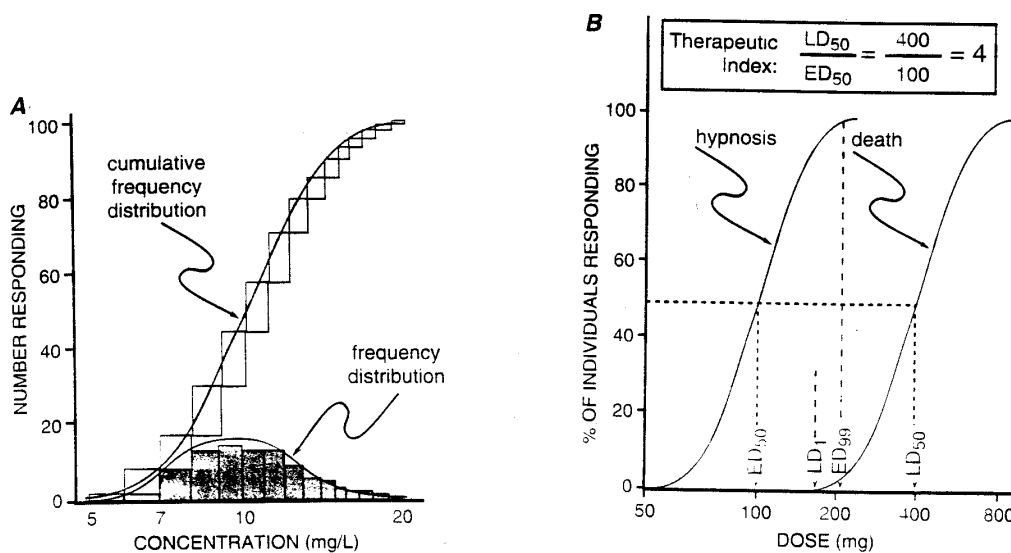 A
100
80
60
40
20
0
NUMBER RESPONDING
cumulative
frequency
distribution
frequency
distribution
5
7
10
20
CONCENTRATION (mg/L)
B
Therapeutic
Index:
LD50
ED50
=
400
100
= 4
100
80
60
40
20
0
% OF INDIVIDUALS RESPONDING
hypnosis
death
ED50
LD1
ED99
LD50
50
100
200
400
800
DOSE (mg)